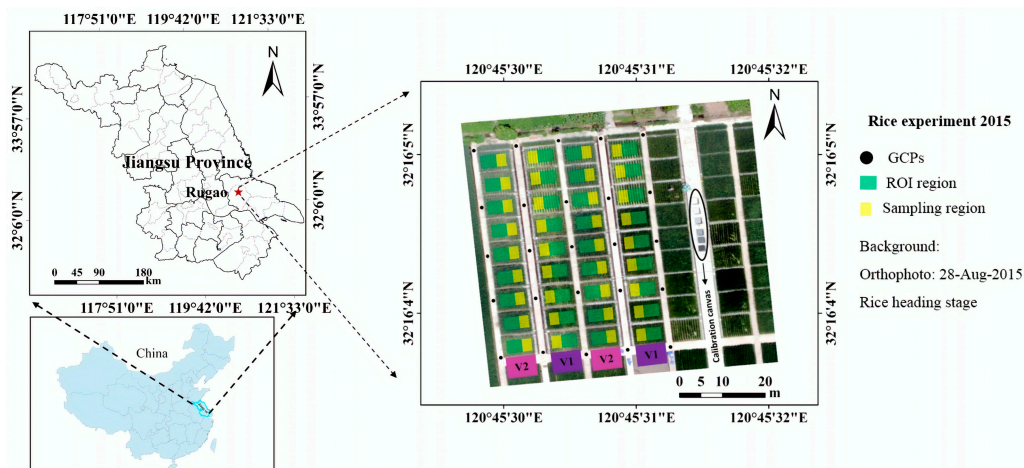 117°51'0"E 119°42'0"E 121°33'0"E
N
33°57'0"N
33°57'0"N
Jiangsu Province
Rugao
32°6'0"N
32°6'0"N
0 45 90 180
km
117°51'0"E 119°42'0"E 121°33'0"E
China
120°45'30"E 120°45'31"E 120°45'32"E
N
32°16'5"N
32°16'5"N
32°16'4"N
32°16'4"N
Calibration canvas
V2 V1 V2 V1
0 5 10 20
m
120°45'30"E 120°45'31"E 120°45'32"E
Rice experiment 2015
GCPs
ROI region
Sampling region
Background:
Orthophoto: 28-Aug-2015
Rice heading stage